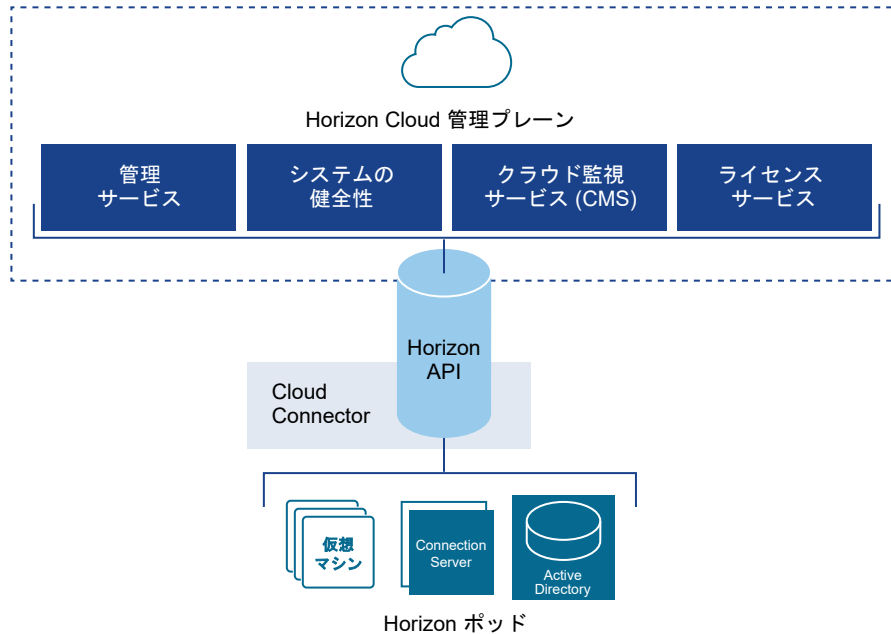 Horizon Cloud 管理プレーン
管理
サービス
システムの
健全性
クラウド監視
サービス (CMS)
ライセンス
サービス
Horizon
API
Cloud
Connector
仮想
マシン
Connection
Server
Active
Directory
Horizon ポッド